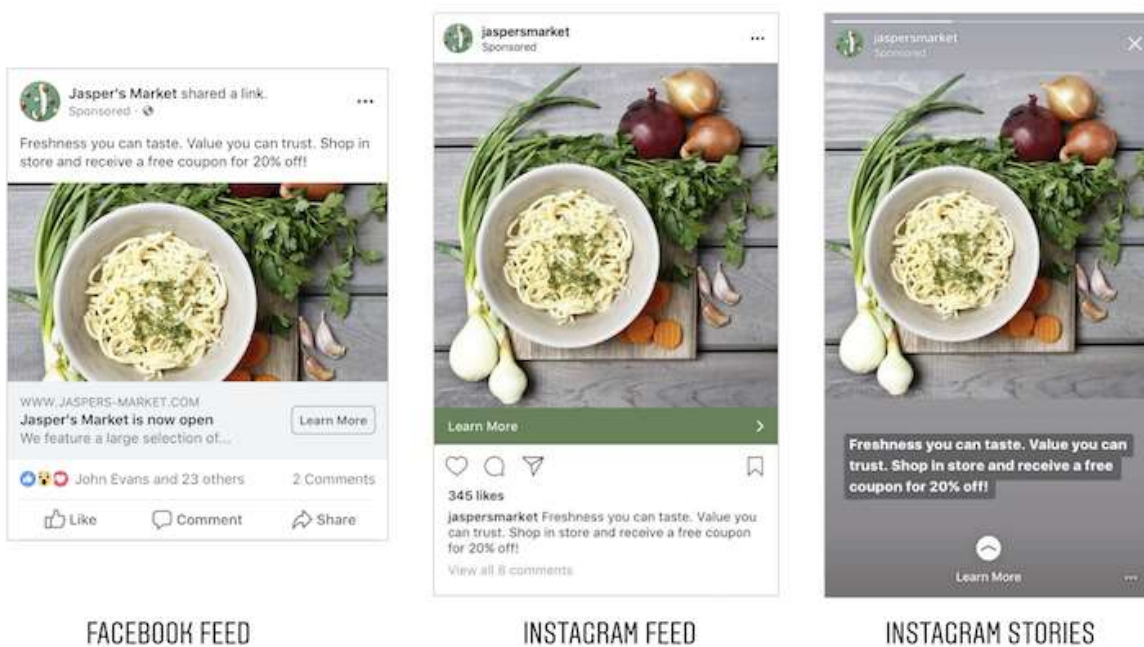 Jasper's Market shared a link.
Sponsored ·
Freshness you can taste. Value you can trust. Shop in
store and receive a free coupon for 20% off!
WWW.JASPERS-MARKET.COM
Jasper's Market is now open
We feature a large selection of...
Learn More
John Evans and 23 others
2 Comments
Like
Comment
Share
FACEBOOK FEED
jaspersmarket
Sponsored
Learn More
345 likes
jaspersmarket Freshness you can taste. Value you
can trust. Shop in store and receive a free coupon
for 20% off!
View all 8 comments
INSTAGRAM FEED
jaspersmarket
Sponsored
Freshness you can taste. Value you can
trust. Shop in store and receive a free
coupon for 20% off!
Learn More
INSTAGRAM STORIES